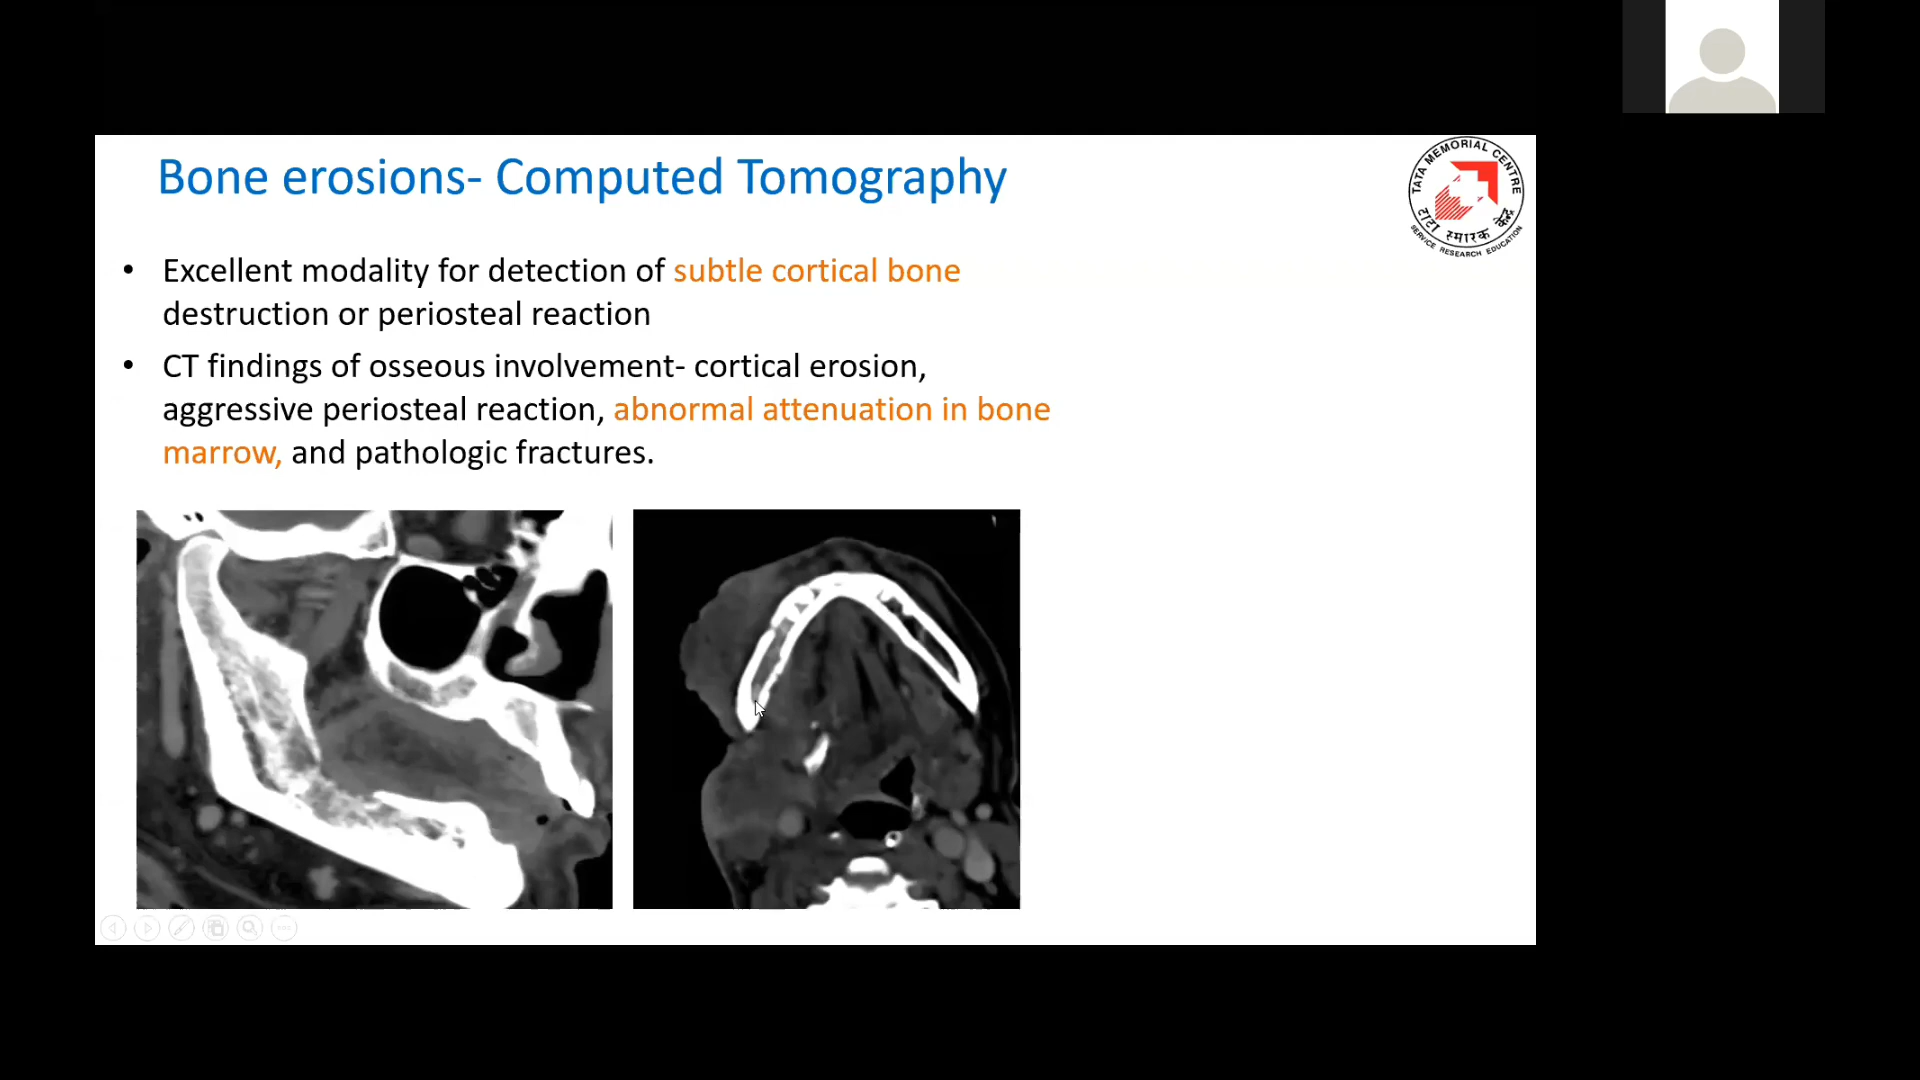 Bone erosions- Computed Tomography
TATA MEMORIAL CENTRE
टाटा स्मारक केंद्र
SERVICE RESEARCH EDUCATION
• Excellent modality for detection of subtle cortical bone
destruction or periosteal reaction
• CT findings of osseous involvement- cortical erosion,
aggressive periosteal reaction, abnormal attenuation in bone
marrow, and pathologic fractures.